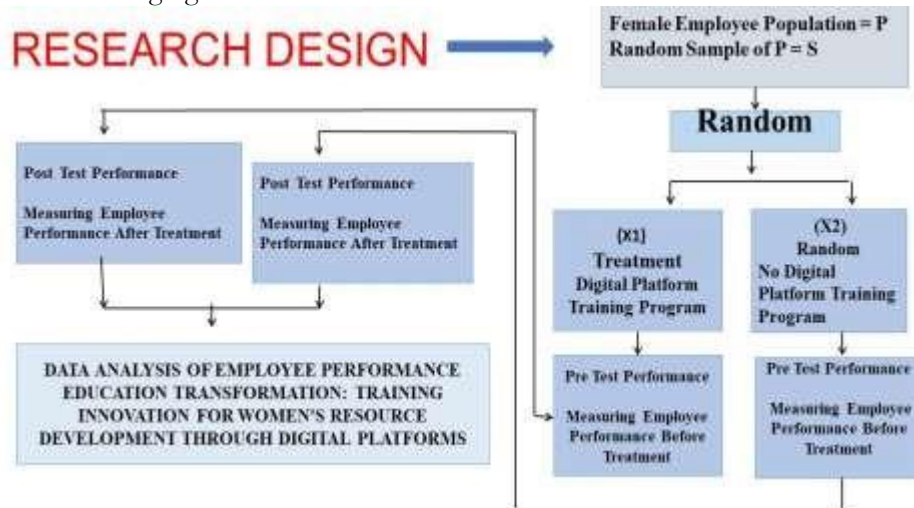 RESEARCH DESIGN
Female Employee Population = P
Random Sample of P = S
Random
Post Test Performance
Measuring Employee
Performance After Treatment
Post Test Performance
Measuring Employee
Performance After Treatment
(X1)
Treatment
Digital Platform
Training Program
(X2)
Random
No Digital
Platform Training
Program
Pre Test Performance
Measuring Employee
Performance Before
Treatment
Pre Test Performance
Measuring Employee
Performance Before
Treatment
DATA ANALYSIS OF EMPLOYEE PERFORMANCE
EDUCATION TRANSFORMATION: TRAINING
INNOVATION FOR WOMEN'S RESOURCE
DEVELOPMENT THROUGH DIGITAL PLATFORMS